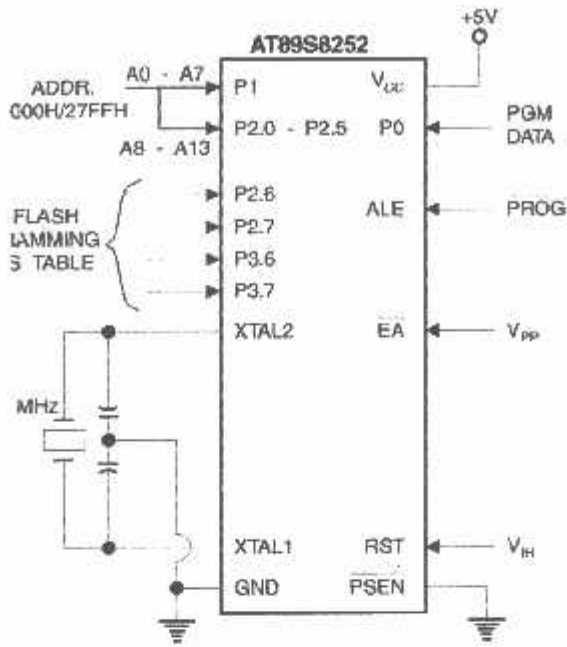 +5V
AT89S8252
ADDR.
000H/27FFH
A0 - A7
A8 - A13
P1
VCC
P2.0 - P2.5
P0
PGM
DATA
P2.6
P2.7
P3.6
P3.7
ALE
PROG
FLASH
AMMING
S TABLE
XTAL2
EA
VPP
MHz
XTAL1
RST
VIH
GND
PSEN